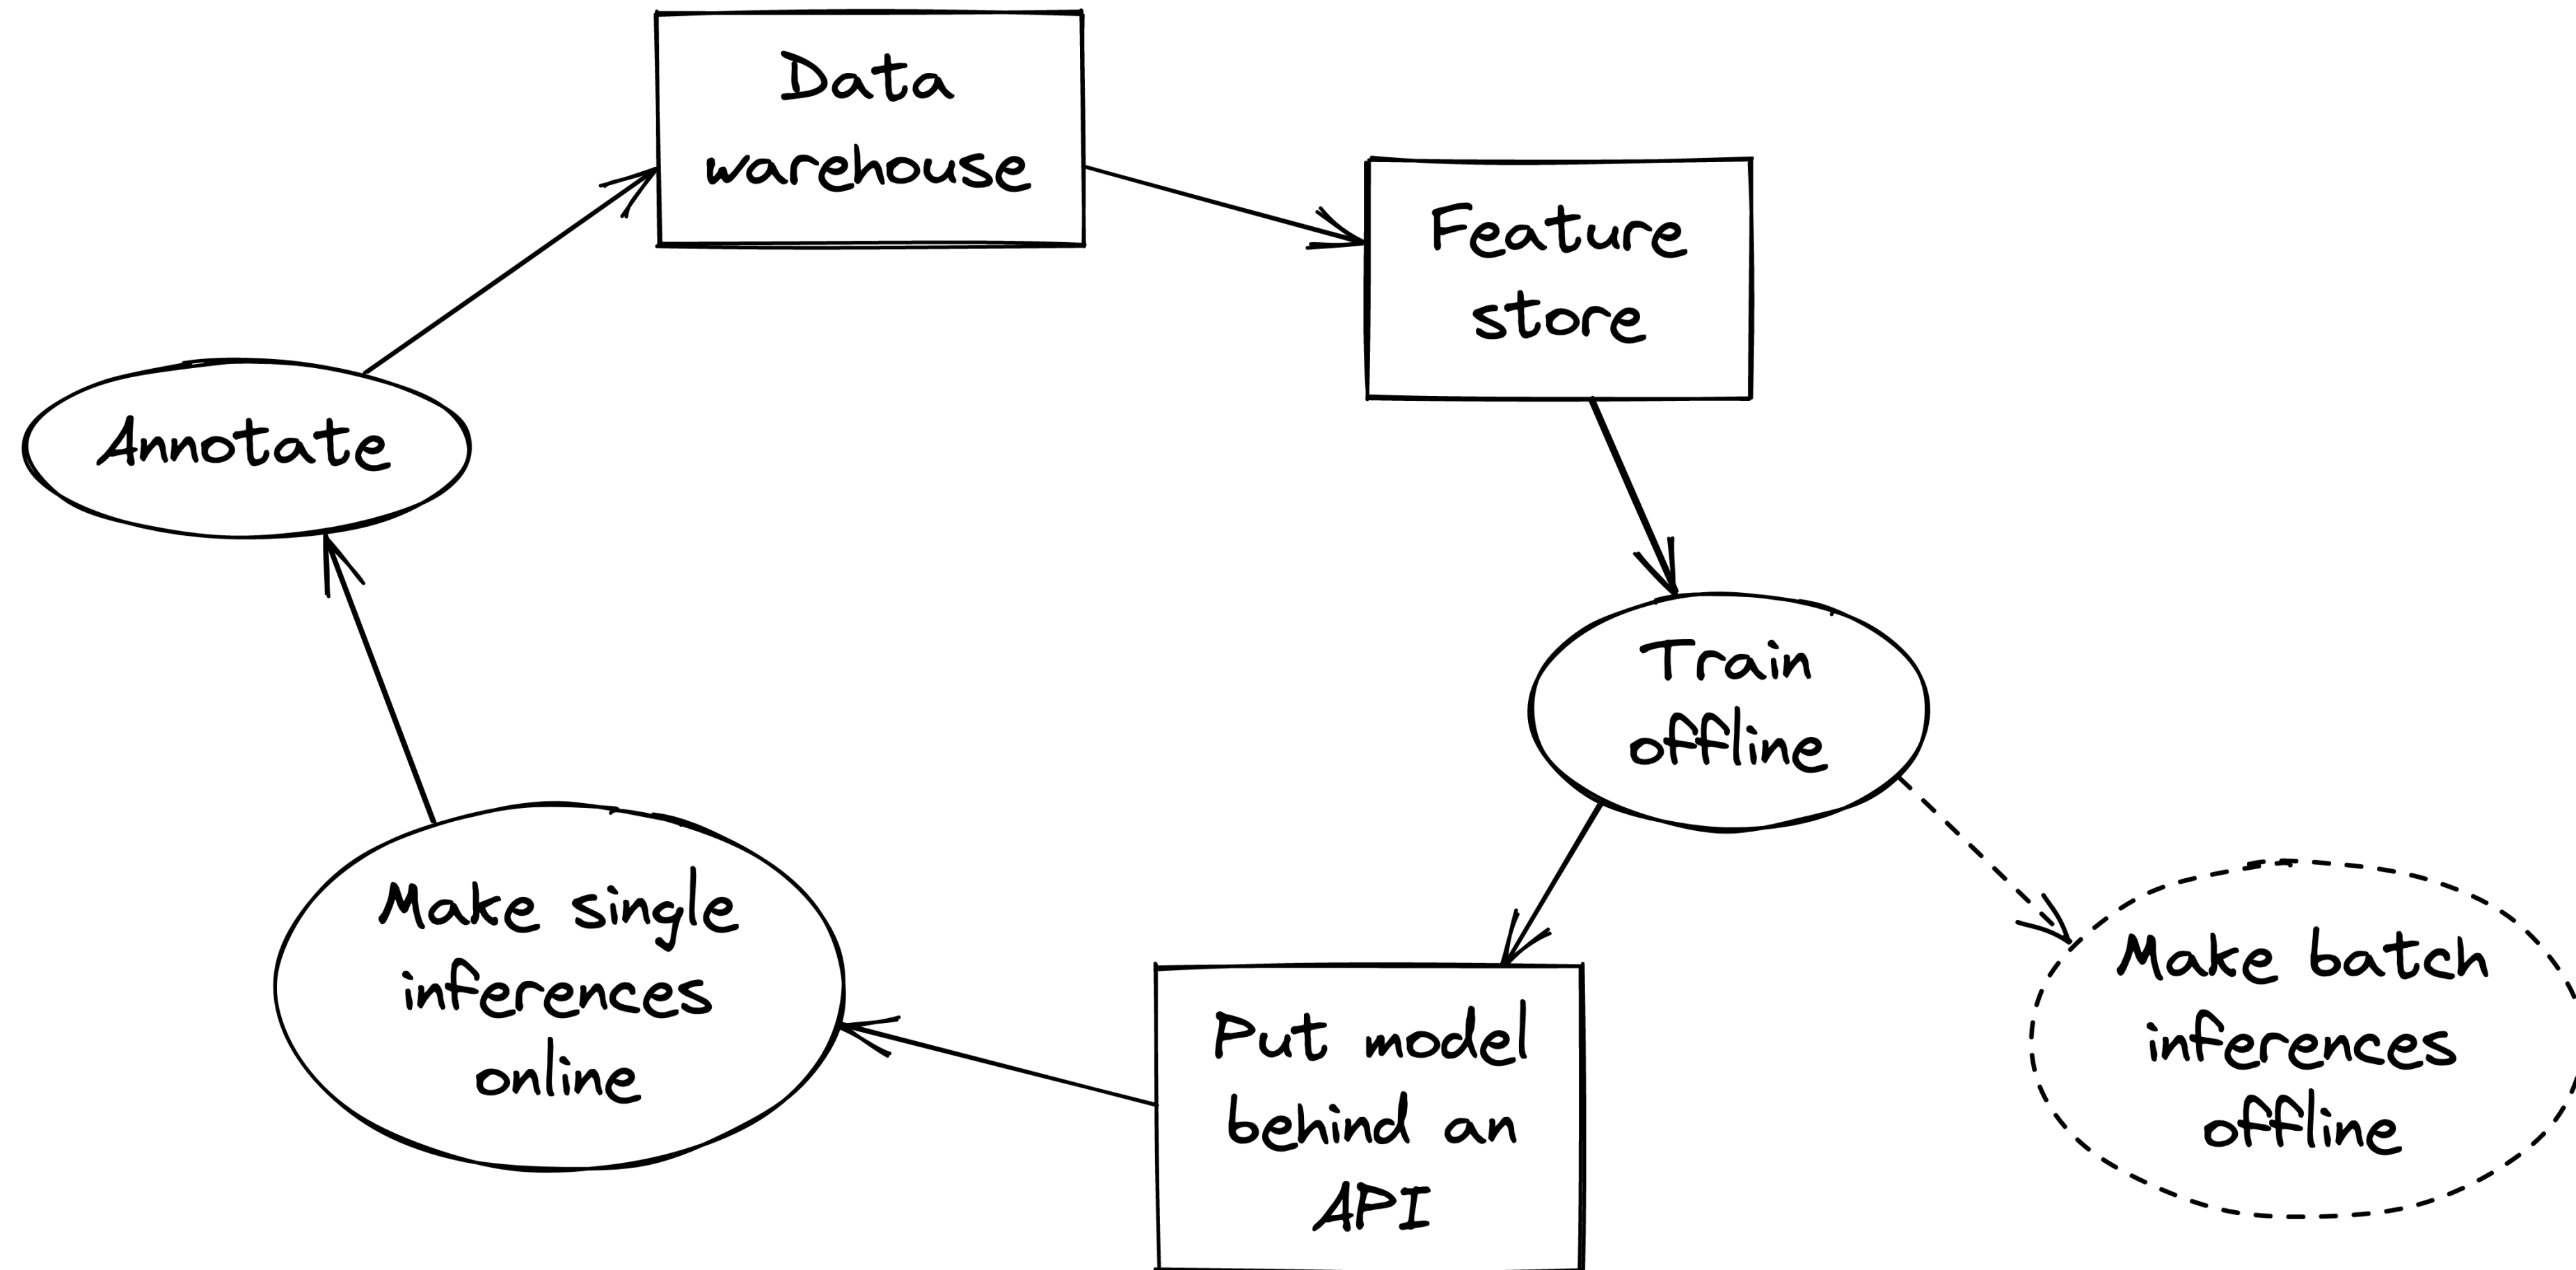 Data
warehouse
Feature
store
Annotate
Train
offline
Make single
inferences
online
Put model
behind an
API
Make batch
inferences
offline